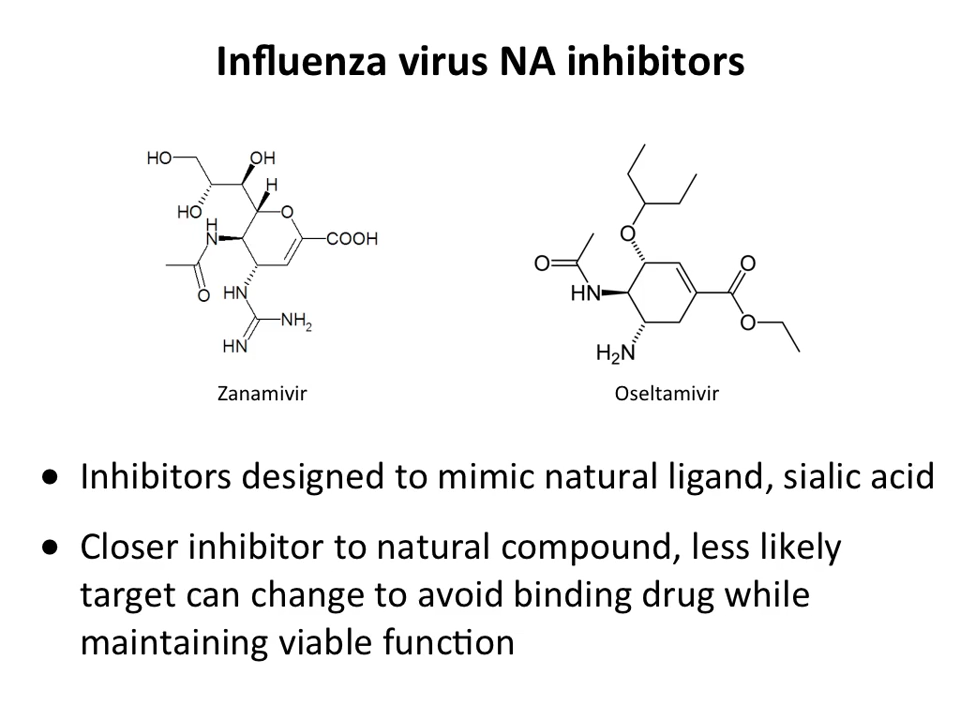 Influenza virus NA inhibitors
HO
OH
H
HO
O
H
N
COOH
O
HN
NH2
HN
O
O
O
HN
O
H2N
Zanamivir
Oseltamivir
• Inhibitors designed to mimic natural ligand, sialic acid
• Closer inhibitor to natural compound, less likely
target can change to avoid binding drug while
maintaining viable function